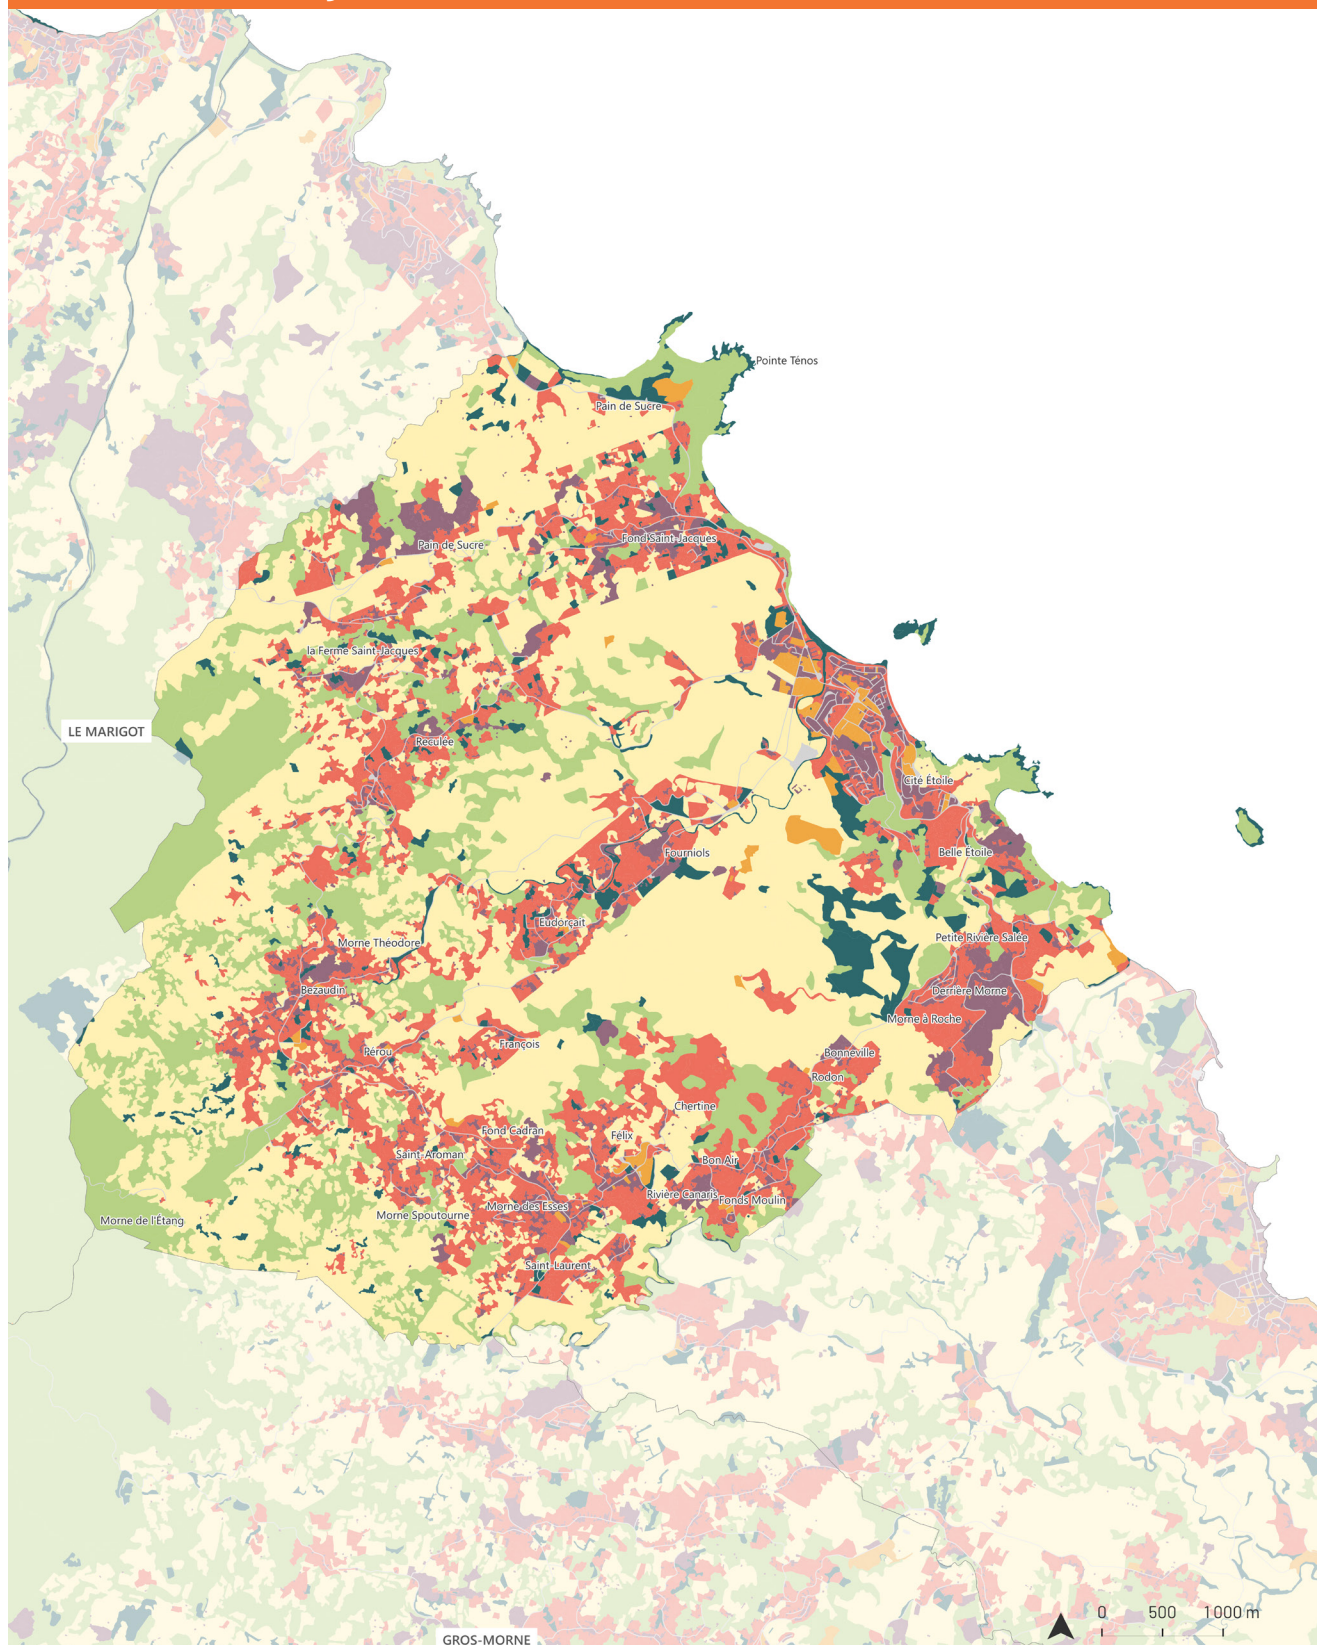 Pointe Ténos
Pain de Sucre
Fond Saint-Jacques
Pain de Sucre
la Ferme Saint-Jacques
LE MARIGOT
Reculée
Cité Étoile
Fourniols
Belle Étoile
Eudorçait
Petite Rivière Salée
Morne Théodore
Bezaudin
Derrière Morne
Morne à Roche
François
Pérou
Bonneville
Rodon
Chertine
Fond Cadran
Félix
Saint-Aroman
Bon Air
Rivière Canaris
Fonds Moulin
Morne des Esses
Morne Spoutourne
Morne de l'Étang
Saint-Laurent
0 500 1 000 m
GROS-MORNE